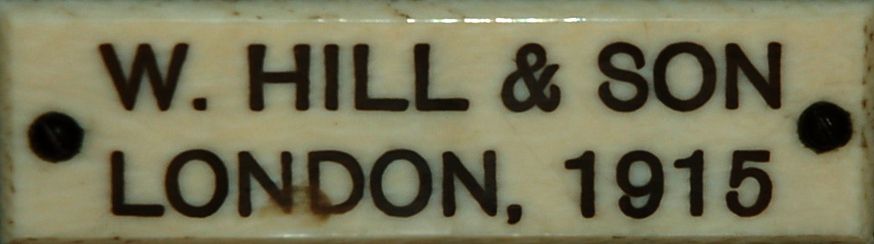 W. HILL & SON
LONDON, 1915